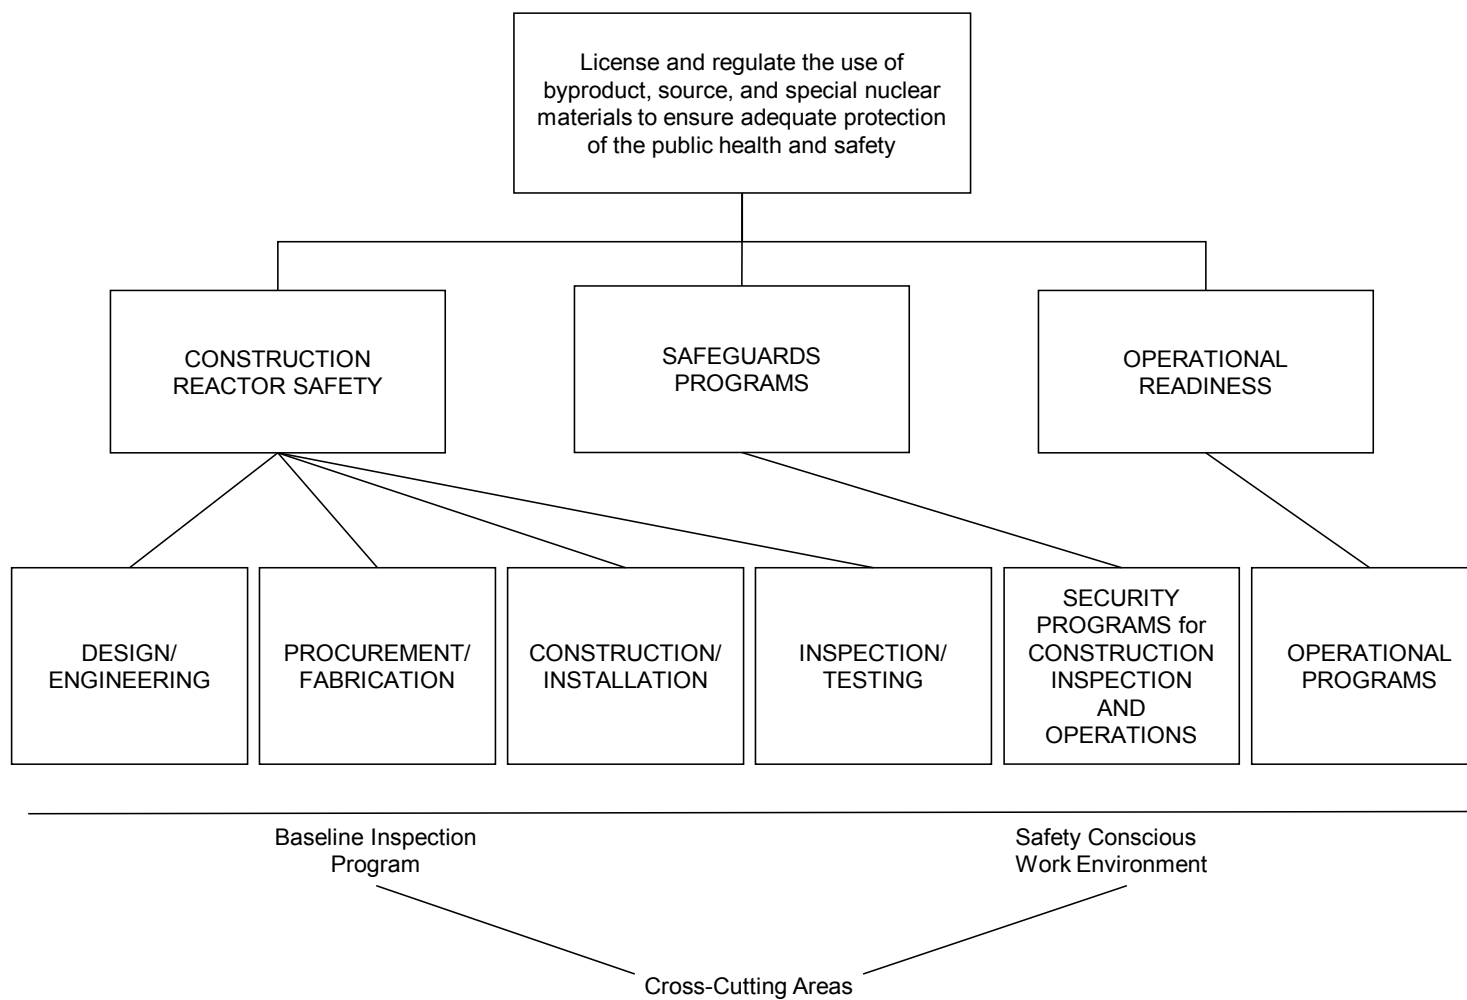 License and regulate the use of
byproduct, source, and special nuclear
materials to ensure adequate protection
of the public health and safety
CONSTRUCTION
REACTOR SAFETY
SAFEGUARDS
PROGRAMS
OPERATIONAL
READINESS
DESIGN/
ENGINEERING
PROCUREMENT/
FABRICATION
CONSTRUCTION/
INSTALLATION
INSPECTION/
TESTING
SECURITY
PROGRAMS for
CONSTRUCTION
INSPECTION
AND
OPERATIONS
OPERATIONAL
PROGRAMS
Baseline Inspection
Program
Safety Conscious
Work Environment
Cross-Cutting Areas